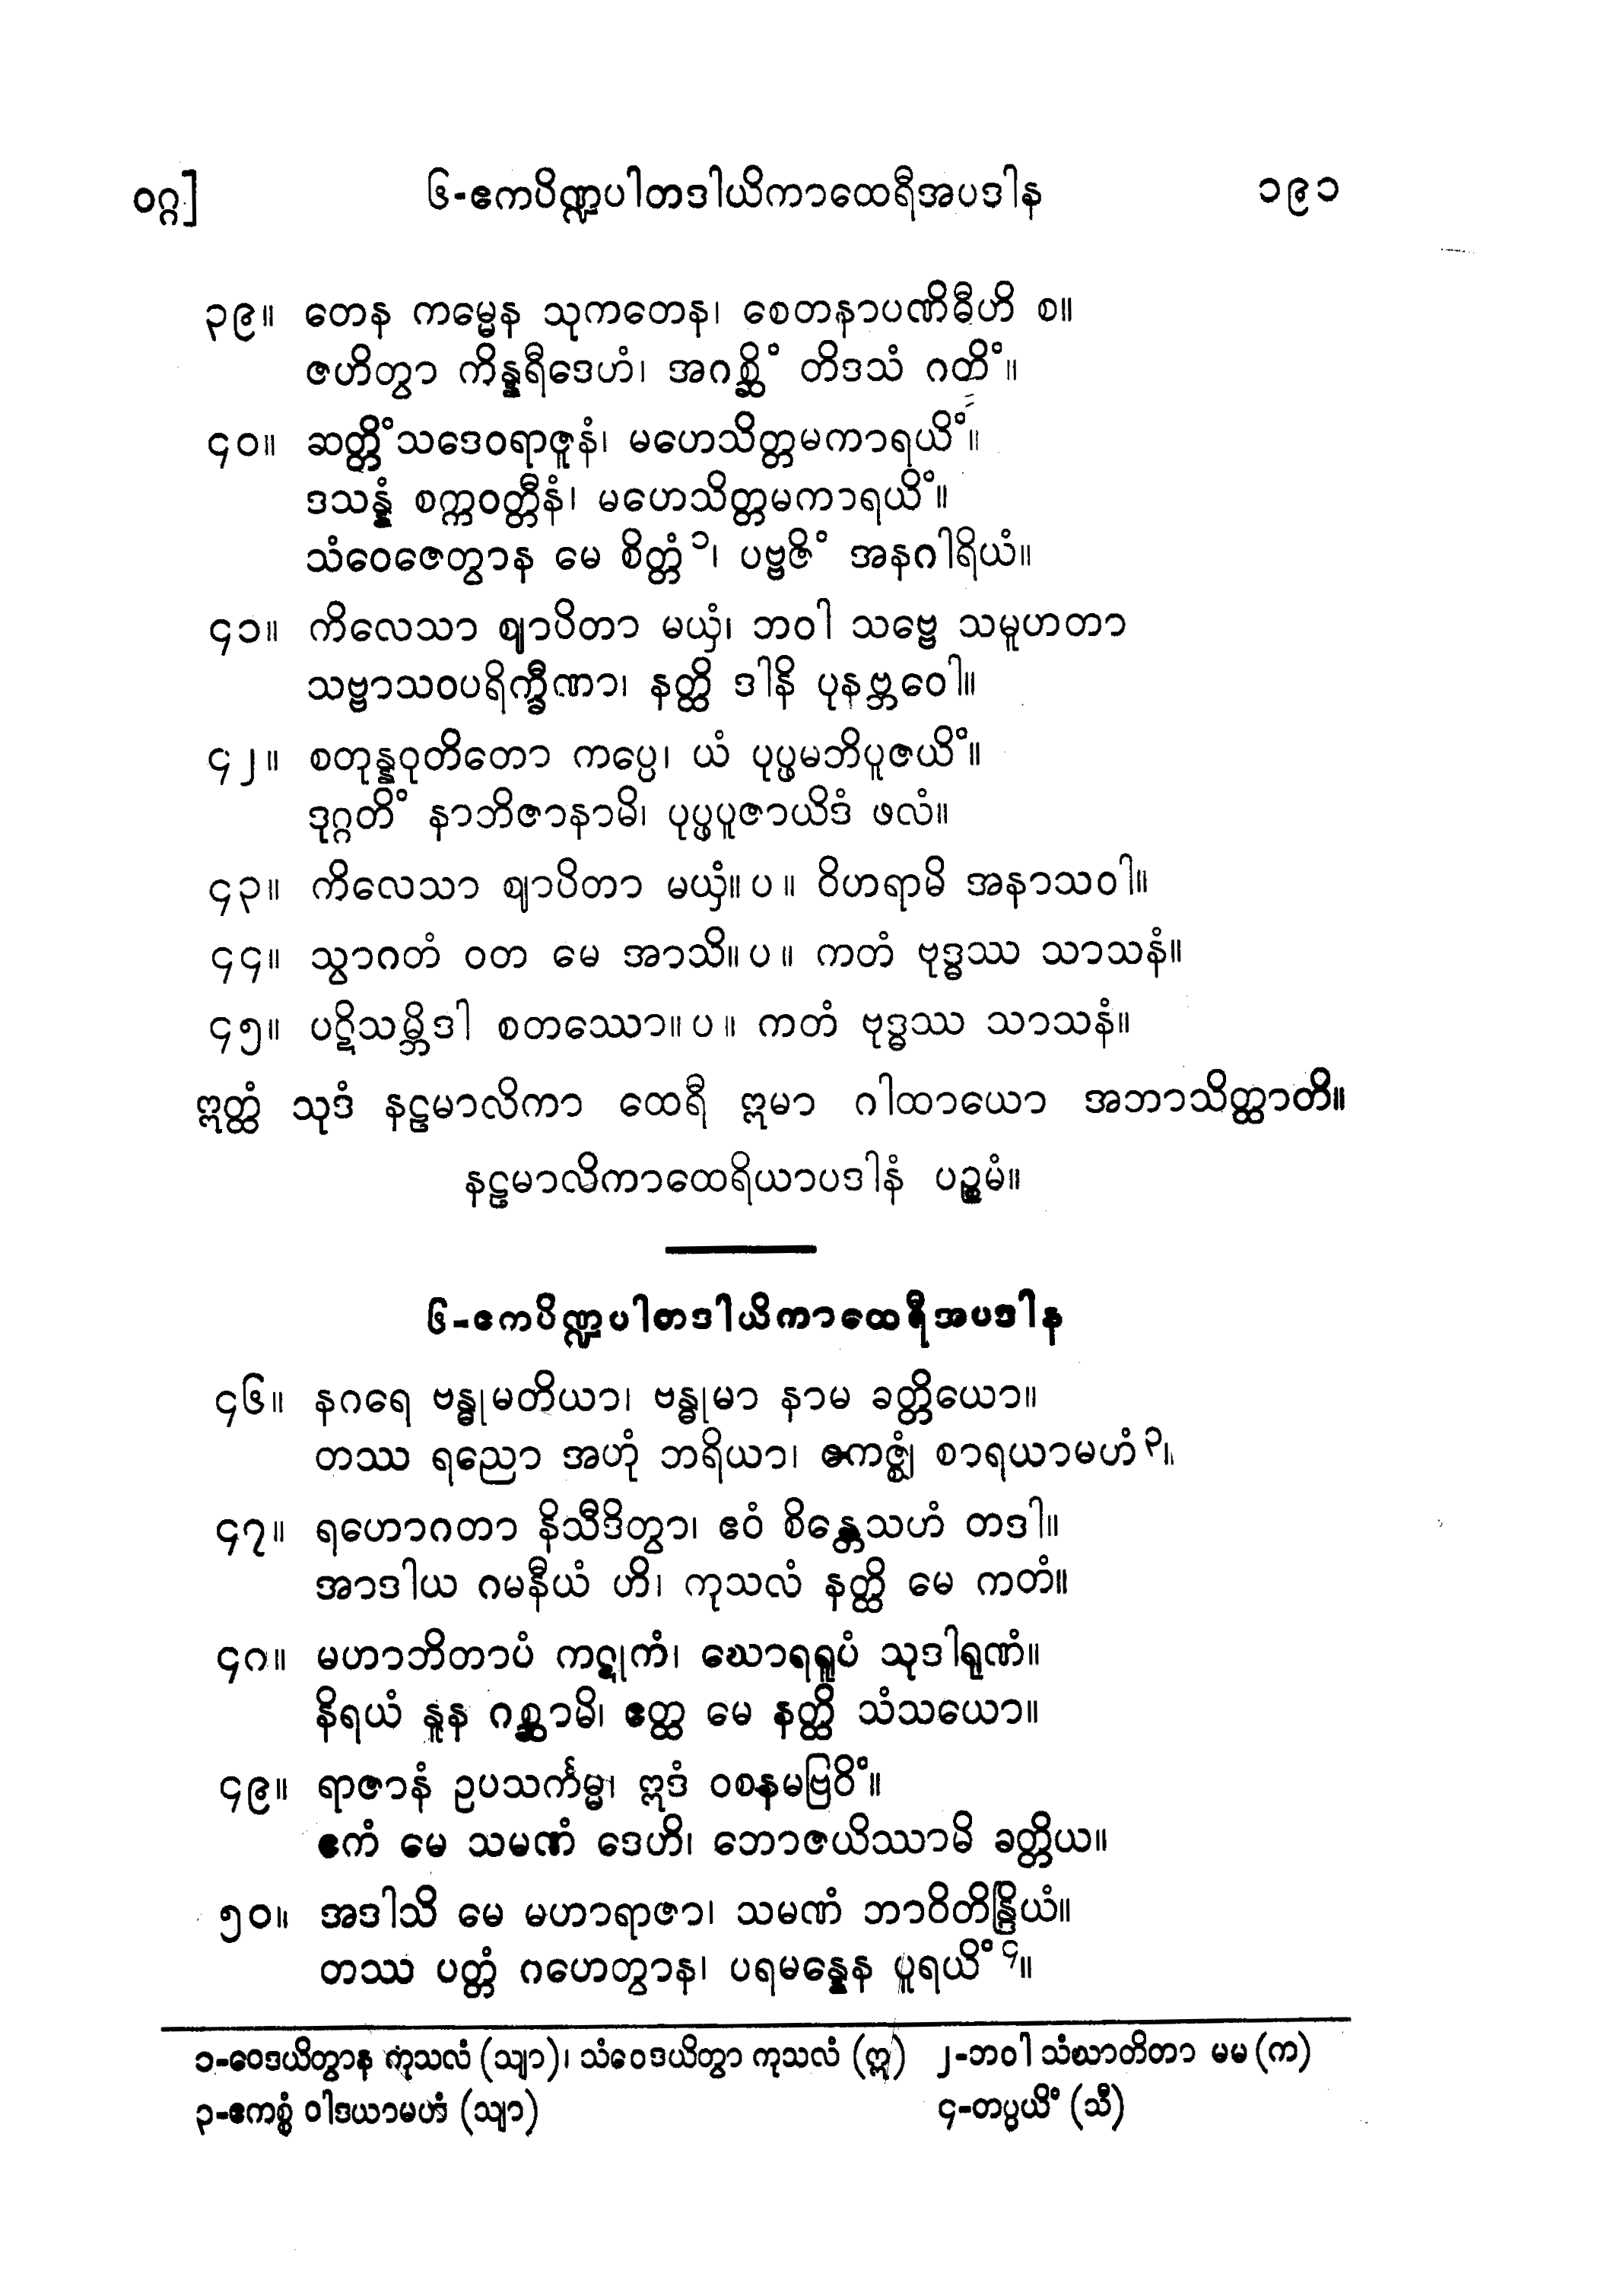 ဝဂ္ဂ] ၆-ဧကပိဏ္ဍပါတဒါယိကာထေရီအပဒါန ၁၉၁
၃၉။ တေန ကမ္မေန သုကတေန၊ စေတနာပဏိဓီဟိ စ။
ဇဟိတွာ ကိန္နရီဒေဟံ၊ အဂစ္ဆိံ တိဒသံ ဂတိံ။
၄၀။ ဆတ္တိံသဒေဝရာဇူနံ၊ မဟေသိတ္တမကာရယိံ။
ဒသန္နံ စက္ကဝတ္တီနံ၊ မဟေသိတ္တမကာရယိံ။
သံဝေဇေတွာန မေ စိတ္တံ ၁၊ ပဗ္ဗဇိံ အနဂါရိယံ။
၄၁။ ကိလေသာ ဈာပိတာ မယှံ၊ ဘဝါ သဗ္ဗေ သမူဟတာ
သဗ္ဗာသဝပရိက္ခီဏာ၊ နတ္ထိ ဒါနိ ပုနဗ္ဘဝေါ။
၄၂။ စတုန္နဝုတိတော ကပ္ပေ၊ ယံ ပုပ္ဖမဘိပူဇယိံ။
ဒုဂ္ဂတိံ နာဘိဇာနာမိ၊ ပုပ္ဖပူဇာယိဒံ ဖလံ။
၄၃။ ကိလေသာ ဈာပိတာ မယှံ။ပ။ ဝိဟရာမိ အနာသဝါ။
၄၄။ သွာဂတံ ဝတ မေ အာသိ။ပ။ ကတံ ဗုဒ္ဓဿ သာသနံ။
၄၅။ ပဋိသမ္ဘိဒါ စတဿော။ပ။ ကတံ ဗုဒ္ဓဿ သာသနံ။
ဣတ္ထံ သုဒံ နဠမာလိကာ ထေရီ ဣမာ ဂါထာယော အဘာသိတ္ထာတိ။
နဠမာလိကာထေရိယာပဒါနံ ပဉ္စမံ။
၆-ဧကပိဏ္ဍပါတဒါယိကာထေရီအပဒါန
၄၆။ နဂရေ ဗန္ဓုမတိယာ၊ ဗန္ဓုမာ နာမ ခတ္တိယော။
တဿ ရညော အဟုံ ဘရိယာ၊ ဧကဇ္ဈံ စာရယာမဟံ ၃။
၄၇။ ရဟောဂတာ နိသီဒိတွာ၊ ဧဝံ စိန္တေသဟံ တဒါ။
အာဒါယ ဂမနီယံ ဟိ၊ ကုသလံ နတ္ထိ မေ ကတံ။
၄၈။ မဟာဘိတာပံ ကဋုကံ၊ ဃောရရူပံ သုဒါရုဏံ။
နိရယံ နူန ဂစ္ဆာမိ၊ ဧတ္ထ မေ နတ္ထိ သံသယော။
၄၉။ ရာဇာနံ ဥပသင်္ကမ္မ၊ ဣဒံ ဝစနမဗြဝိံ။
ဧကံ မေ သမဏံ ဒေဟိ၊ ဘောဇယိဿာမိ ခတ္တိယ။
၅၀။ အဒါသိ မေ မဟာရာဇာ၊ သမဏံ ဘာဝိတိန္ဒြိယံ။
တဿ ပတ္တံ ဂဟေတွာန၊ ပရမန္နေန ပူရယိံ ၄။
၁-ဝေဒယိတွာန ကုသလံ (သျာ)၊ သံဝေဒယိတွာ ကုသလံ (ဣ) ၂-ဘဝါ သံဃာတိတာ မမ (က)
၃-ဧကစ္စံ ဝါဒယာမဟံ (သျာ) ၄-တပ္ပယိံ (သီ)